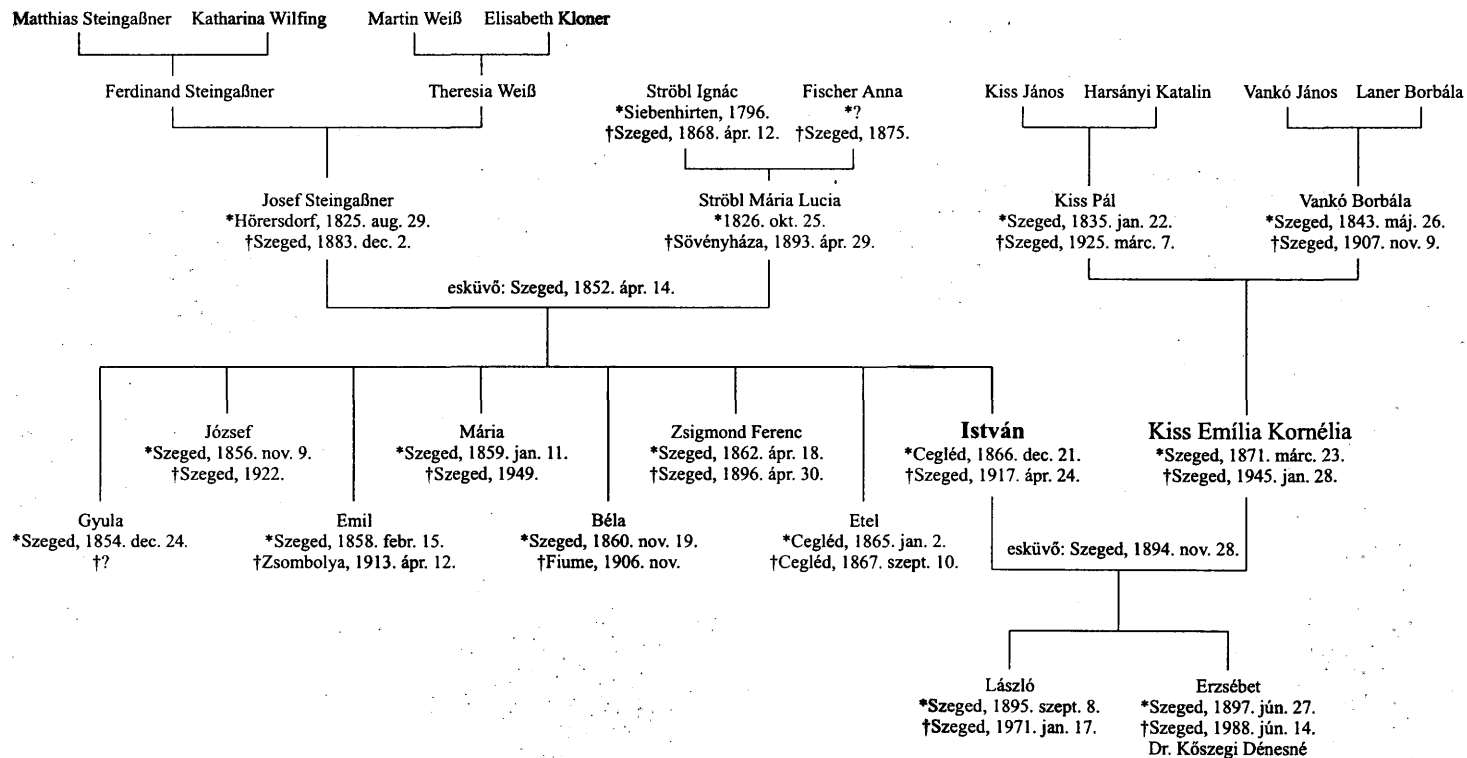 Matthias Steingaßner Katharina Wilfing Martin Weiß Elisabeth Kloner
Ferdinand Steingaßner Theresia Weiß
Ströbl Ignác
*Siebenhirten, 1796.
†Szeged, 1868. ápr. 12.
Fischer Anna
*?
†Szeged, 1875.
Kiss János Harsányi Katalin Vankó János Laner Borbála
Josef Steingaßner
*Hörersdorf, 1825. aug. 29.
†Szeged, 1883. dec. 2.
Ströbl Mária Lucia
*1826. okt. 25.
†Sövényháza, 1893. ápr. 29.
Kiss Pál
*Szeged, 1835. jan. 22.
†Szeged, 1925. márc. 7.
Vankó Borbála
*Szeged, 1843. máj. 26.
†Szeged, 1907. nov. 9.
esküvő: Szeged, 1852. ápr. 14.
József
*Szeged, 1856. nov. 9.
†Szeged, 1922.
Mária
*Szeged, 1859. jan. 11.
†Szeged, 1949.
Zsigmond Ferenc
*Szeged, 1862. ápr. 18.
†Szeged, 1896. ápr. 30.
István
*Cegléd, 1866. dec. 21.
†Szeged, 1917. ápr. 24.
Kiss Emília Kornélia
*Szeged, 1871. márc. 23.
†Szeged, 1945. jan. 28.
Gyula
*Szeged, 1854. dec. 24.
†?
Emil
*Szeged, 1858. febr. 15.
†Zsombolya, 1913. ápr. 12.
Béla
*Szeged, 1860. nov. 19.
†Fiume, 1906. nov.
Etel
*Cegléd, 1865. jan. 2.
†Cegléd, 1867. szept. 10.
esküvő: Szeged, 1894. nov. 28.
László
*Szeged, 1895. szept. 8.
†Szeged, 1971. jan. 17.
Erzsébet
*Szeged, 1897. jún. 27.
†Szeged, 1988. jún. 14.
Dr. Kőszegi Dénesné